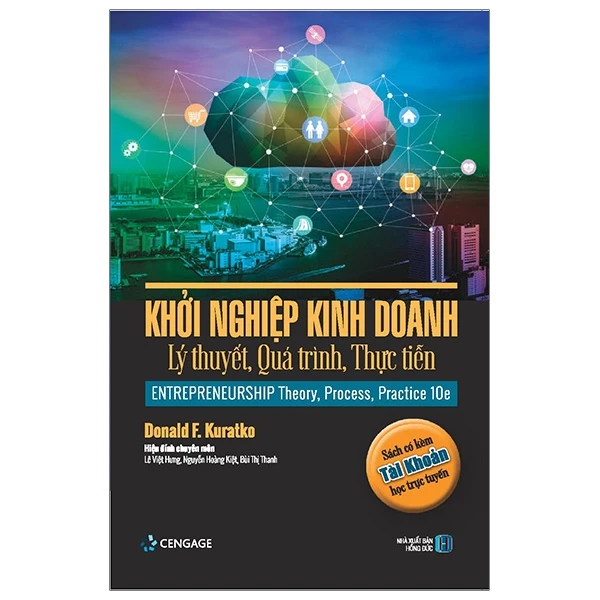 KHỞI NGHIỆP KINH DOANH
Lý thuyết, Quá trình, Thực tiễn
ENTREPRENEURSHIP Theory, Process, Practice 10e
Donald F. Kuratko
Hiệu đính chuyên môn
Lê Việt Hưng, Nguyễn Hoàng Kiệt, Bùi Thị Thanh
Sách có kèm
Tài Khoản
học trực tuyến
CENGAGE
NHÀ XUẤT BẢN
HỒNG ĐỨC